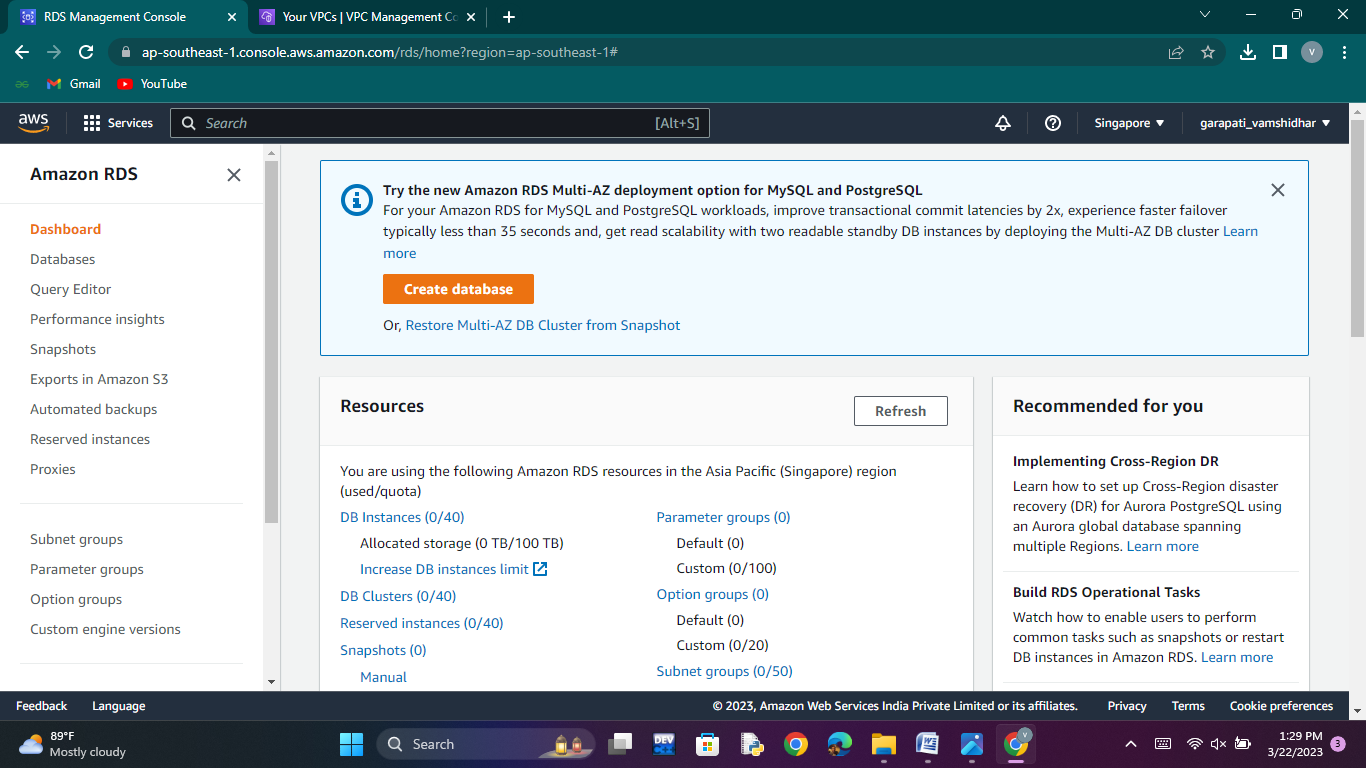 RDS Management Console
Your VPCs | VPC Management Co
ap-southeast-1.console.aws.amazon.com/rds/home?region=ap-southeast-1#
V
Gmail
YouTube
aws
Services
Search
[Alt+S]
Singapore
garapati_vamshidhar
Amazon RDS
Dashboard
Databases
Query Editor
Performance insights
Snapshots
Exports in Amazon S3
Automated backups
Reserved instances
Proxies
Subnet groups
Parameter groups
Option groups
Custom engine versions
Try the new Amazon RDS Multi-AZ deployment option for MySQL and PostgreSQL
For your Amazon RDS for MySQL and PostgreSQL workloads, improve transactional commit latencies by 2x, experience faster failover
typically less than 35 seconds and, get read scalability with two readable standby DB instances by deploying the Multi-AZ DB cluster Learn
more
Create database
Or, Restore Multi-AZ DB Cluster from Snapshot
Resources
Refresh
You are using the following Amazon RDS resources in the Asia Pacific (Singapore) region
(used/quota)
DB Instances (0/40)
Allocated storage (0 TB/100 TB)
Increase DB instances limit
DB Clusters (0/40)
Reserved instances (0/40)
Snapshots (0)
Manual
Parameter groups (0)
Default (0)
Custom (0/100)
Option groups (0)
Default (0)
Custom (0/20)
Subnet groups (0/50)
Recommended for you
Implementing Cross-Region DR
Learn how to set up Cross-Region disaster
recovery (DR) for Aurora PostgreSQL using
an Aurora global database spanning
multiple Regions. Learn more
Build RDS Operational Tasks
Watch how to enable users to perform
common tasks such as snapshots or restart
DB instances in Amazon RDS. Learn more
Feedback
Language
© 2023, Amazon Web Services India Private Limited or its affiliates.
Privacy
Terms
Cookie preferences
89°F
Mostly cloudy
Search
DEV
V
1:29 PM
3/22/2023
3